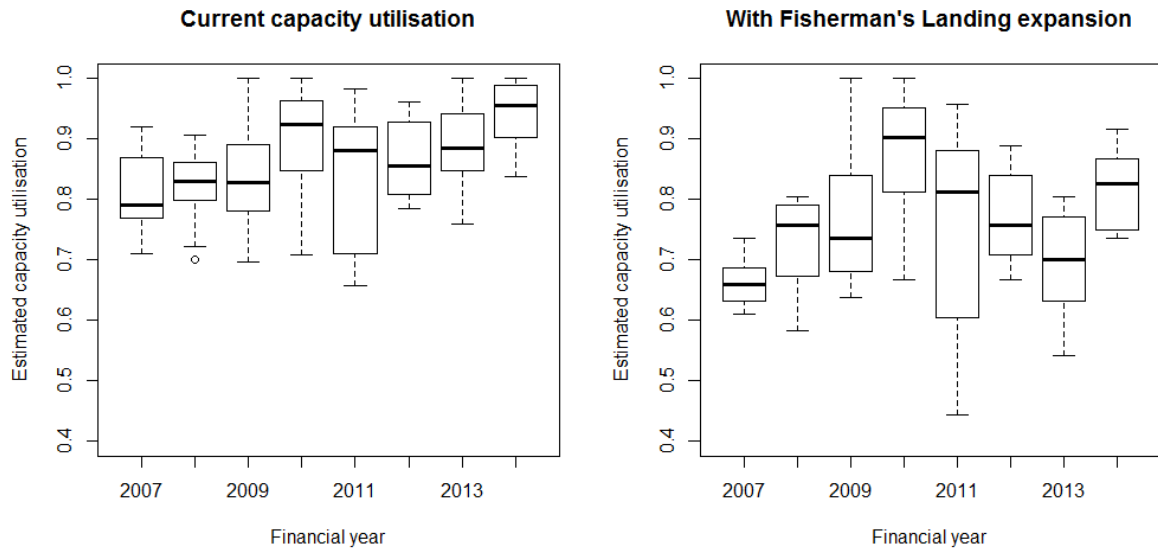 Current capacity utilisation
Estimated capacity utilisation
1.0
0.9
0.8
0.7
0.6
0.5
0.4
2007 2009 2011 2013
Financial year
With Fisherman's Landing expansion
Estimated capacity utilisation
1.0
0.9
0.8
0.7
0.6
0.5
0.4
2007 2009 2011 2013
Financial year